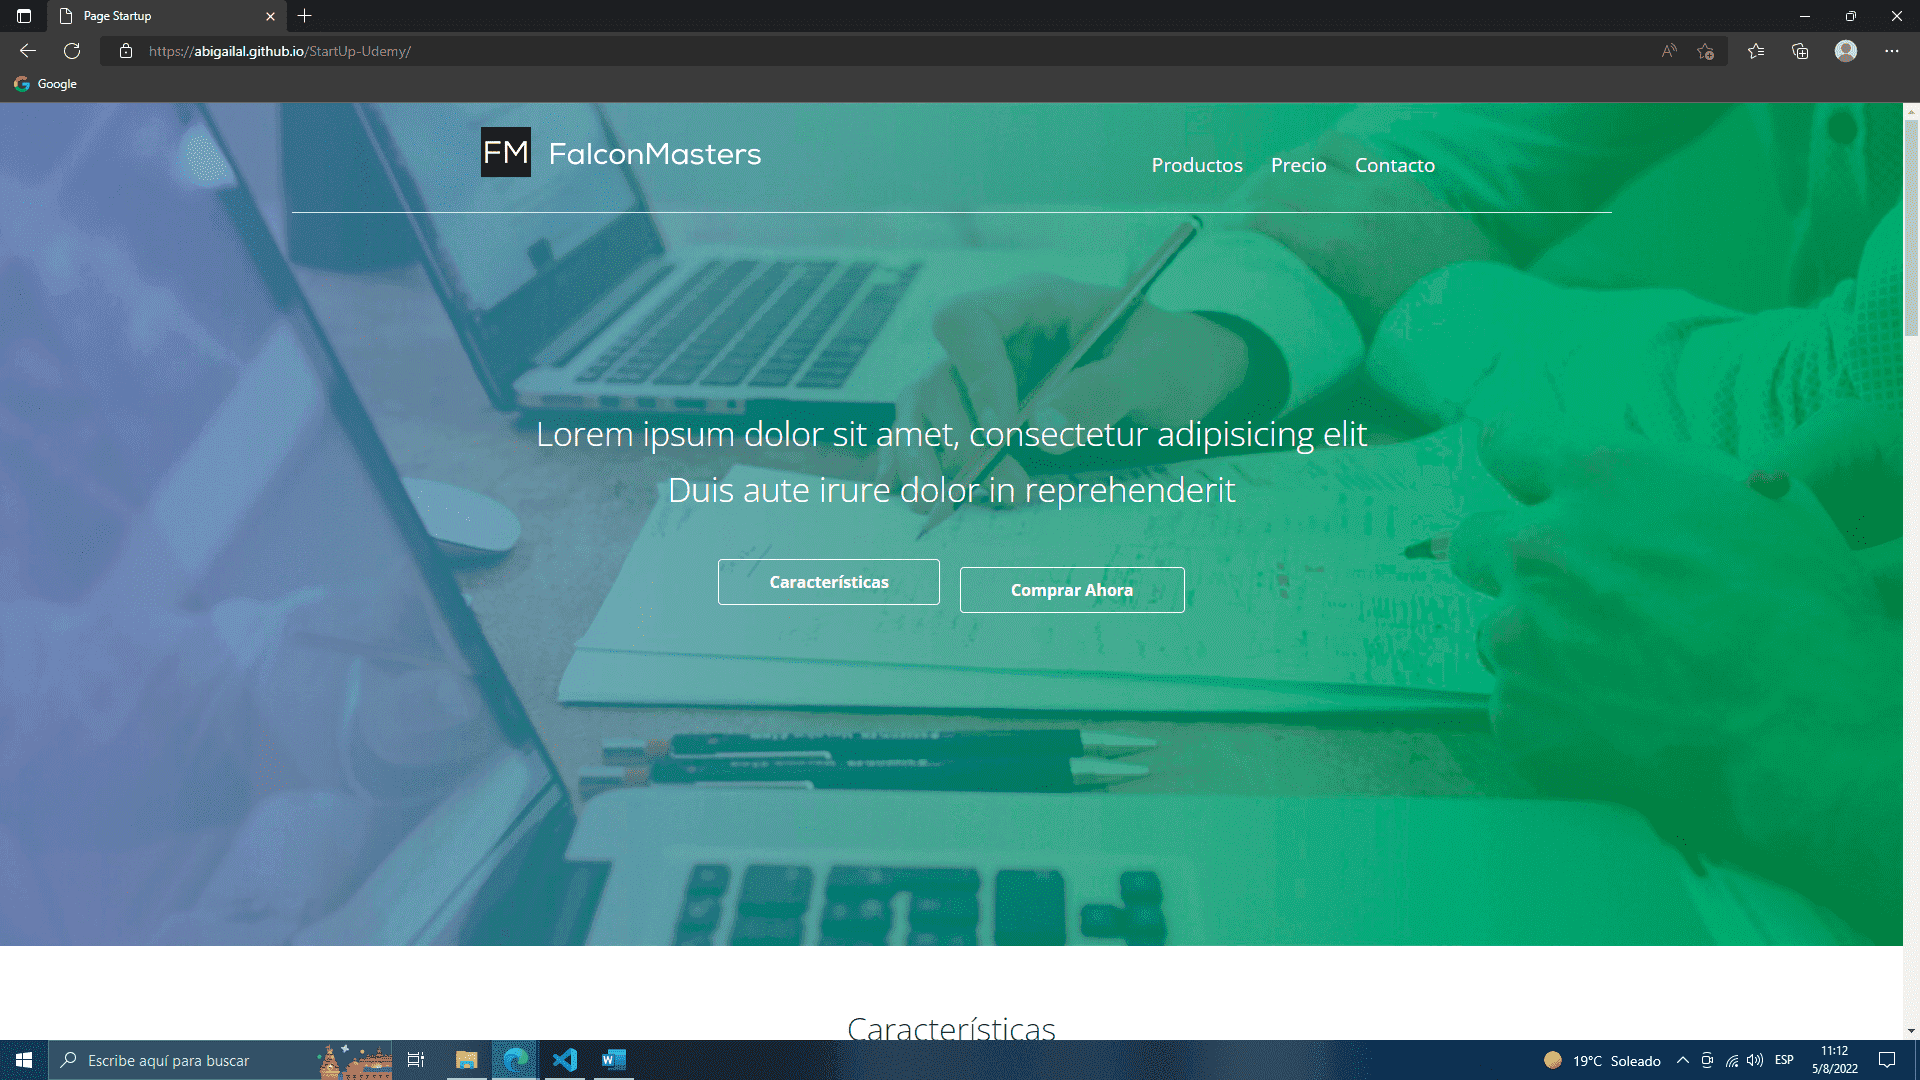 Page Startup
https://abigailal.github.io/StartUp-Udemy/
Google
FM FalconMasters
Productos Precio Contacto
Lorem ipsum dolor sit amet, consectetur adipisicing elit
Duis aute irure dolor in reprehenderit
Características
Comprar Ahora
Características
Escribe aquí para buscar
19°C Soleado
ESP
11:12
5/8/2022